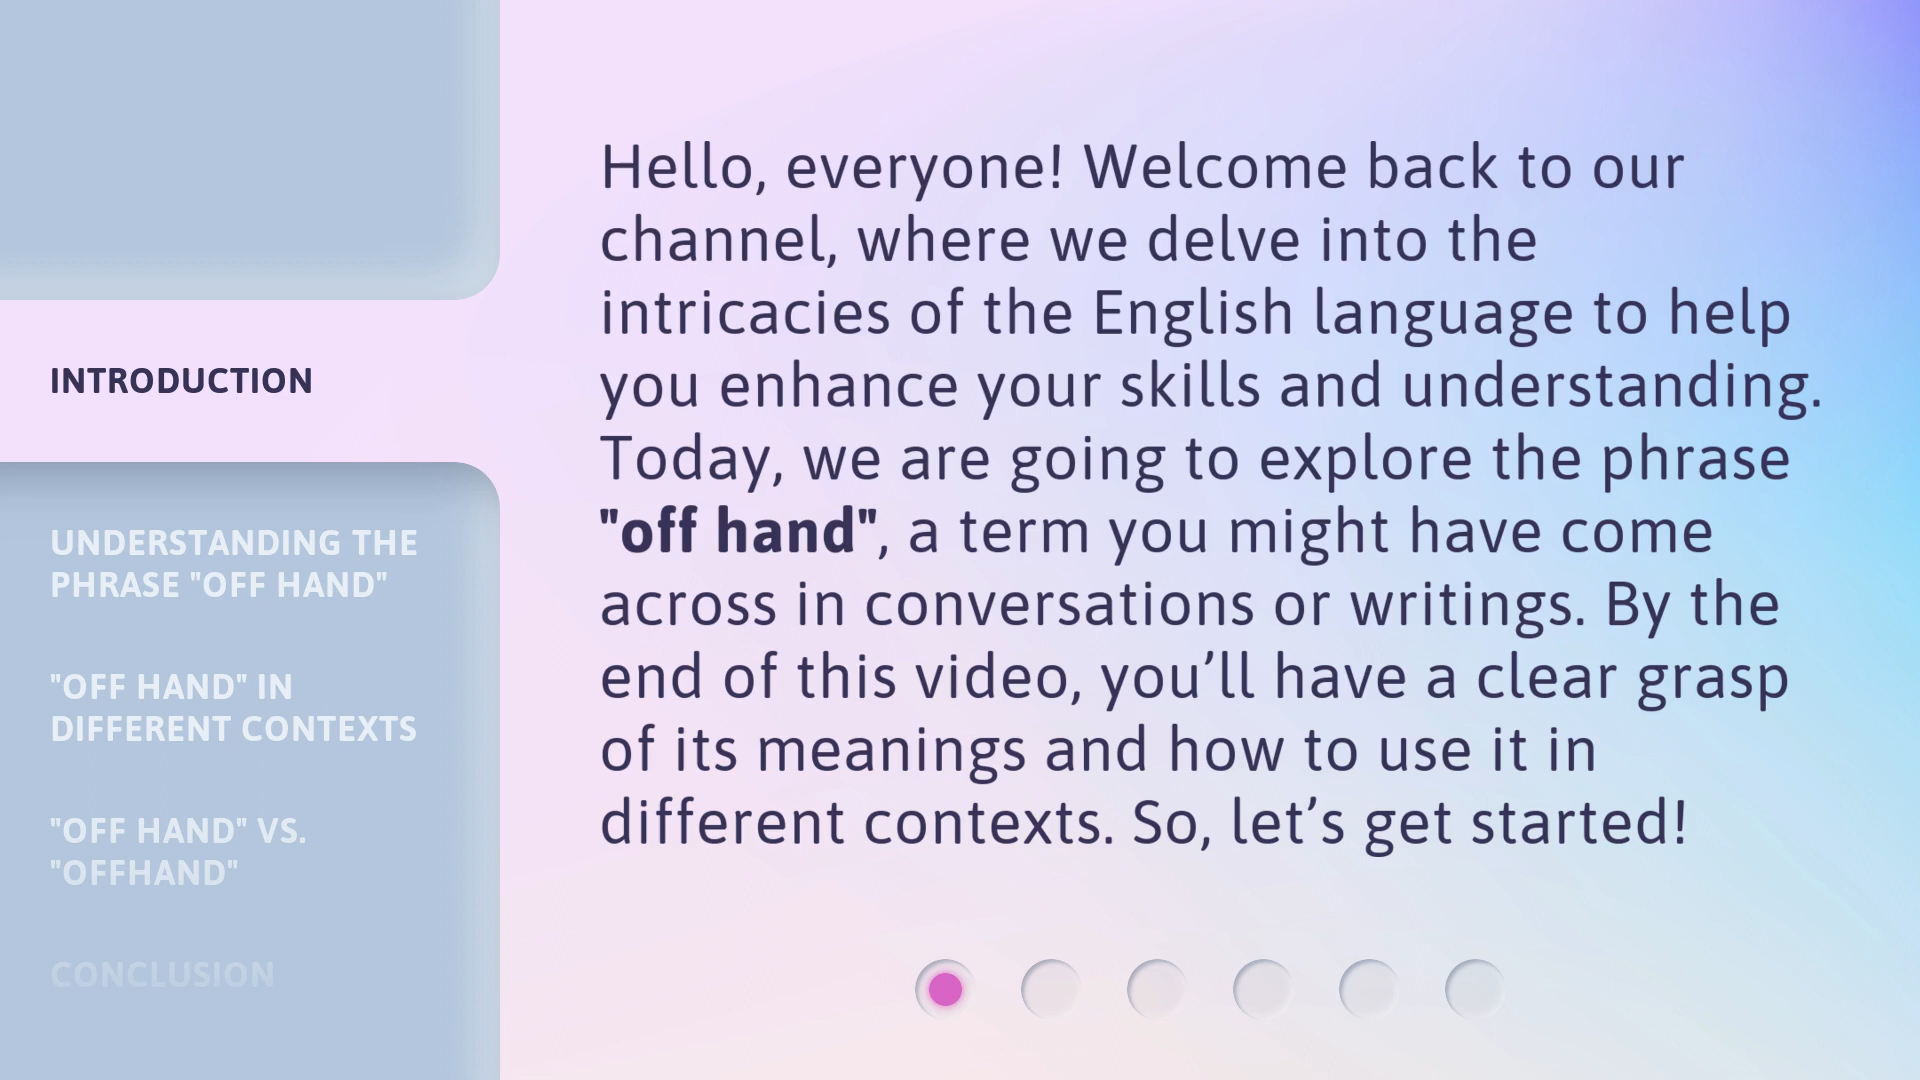 INTRODUCTION
UNDERSTANDING THE
PHRASE "OFF HAND"
"OFF HAND" IN
DIFFERENT CONTEXTS
"OFF HAND" VS.
"OFFHAND"
CONCLUSION
Hello, everyone! Welcome back to our
channel, where we delve into the
intricacies of the English language to help
you enhance your skills and understanding.
Today, we are going to explore the phrase
"off hand", a term you might have come
across in conversations or writings. By the
end of this video, you’ll have a clear grasp
of its meanings and how to use it in
different contexts. So, let’s get started!